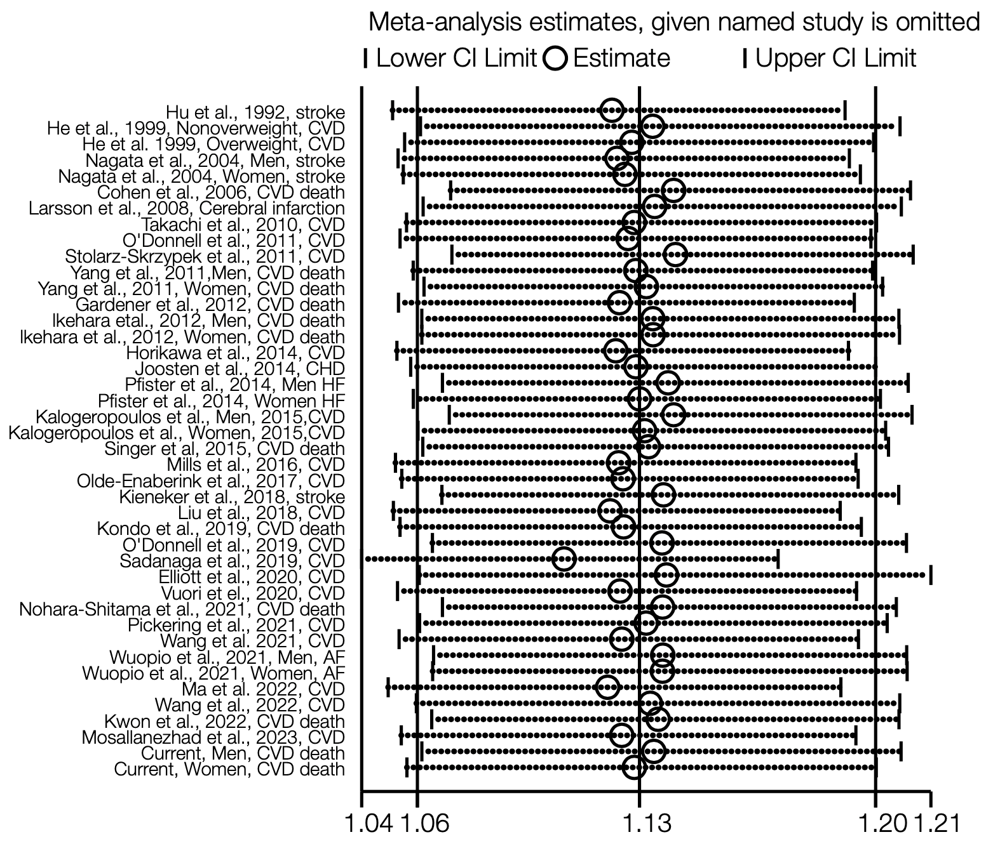 Meta-analysis estimates, given named study is omitted
Lower CI Limit Estimate Upper CI Limit
Hu et al., 1992, stroke
He et al., 1999, Nonoverweight, CVD
He et al. 1999, Overweight, CVD
Nagata et al., 2004, Men, stroke
Nagata et al., 2004, Women, stroke
Cohen et al., 2006, CVD death
Larsson et al., 2008, Cerebral infarction
Takachi et al., 2010, CVD
O'Donnell et al., 2011, CVD
Stolarz-Skrzypek et al., 2011, CVD
Yang et al., 2011,Men, CVD death
Yang et al., 2011, Women, CVD death
Gardener et al., 2012, CVD death
Ikehara etal., 2012, Men, CVD death
Ikehara et al., 2012, Women, CVD death
Horikawa et al., 2014, CVD
Joosten et al., 2014, CHD
Pfister et al., 2014, Men HF
Pfister et al., 2014, Women HF
Kalogeropoulos et al., Men, 2015,CVD
Kalogeropoulos et al., Women, 2015,CVD
Singer et al, 2015, CVD death
Mills et al., 2016, CVD
Olde-Enaberink et al., 2017, CVD
Kieneker et al., 2018, stroke
Liu et al., 2018, CVD
Kondo et al., 2019, CVD death
O'Donnell et al., 2019, CVD
Sadanaga et al., 2019, CVD
Elliott et al., 2020, CVD
Vuori et el., 2020, CVD
Nohara-Shitama et al., 2021, CVD death
Pickering et al., 2021, CVD
Wang et al. 2021, CVD
Wuopio et al., 2021, Men, AF
Wuopio et al., 2021, Women, AF
Ma et al. 2022, CVD
Wang et al., 2022, CVD
Kwon et al., 2022, CVD death
Mosallanezhad et al., 2023, CVD
Current, Men, CVD death
Current, Women, CVD death
1.04 1.06 1.13 1.20 1.21